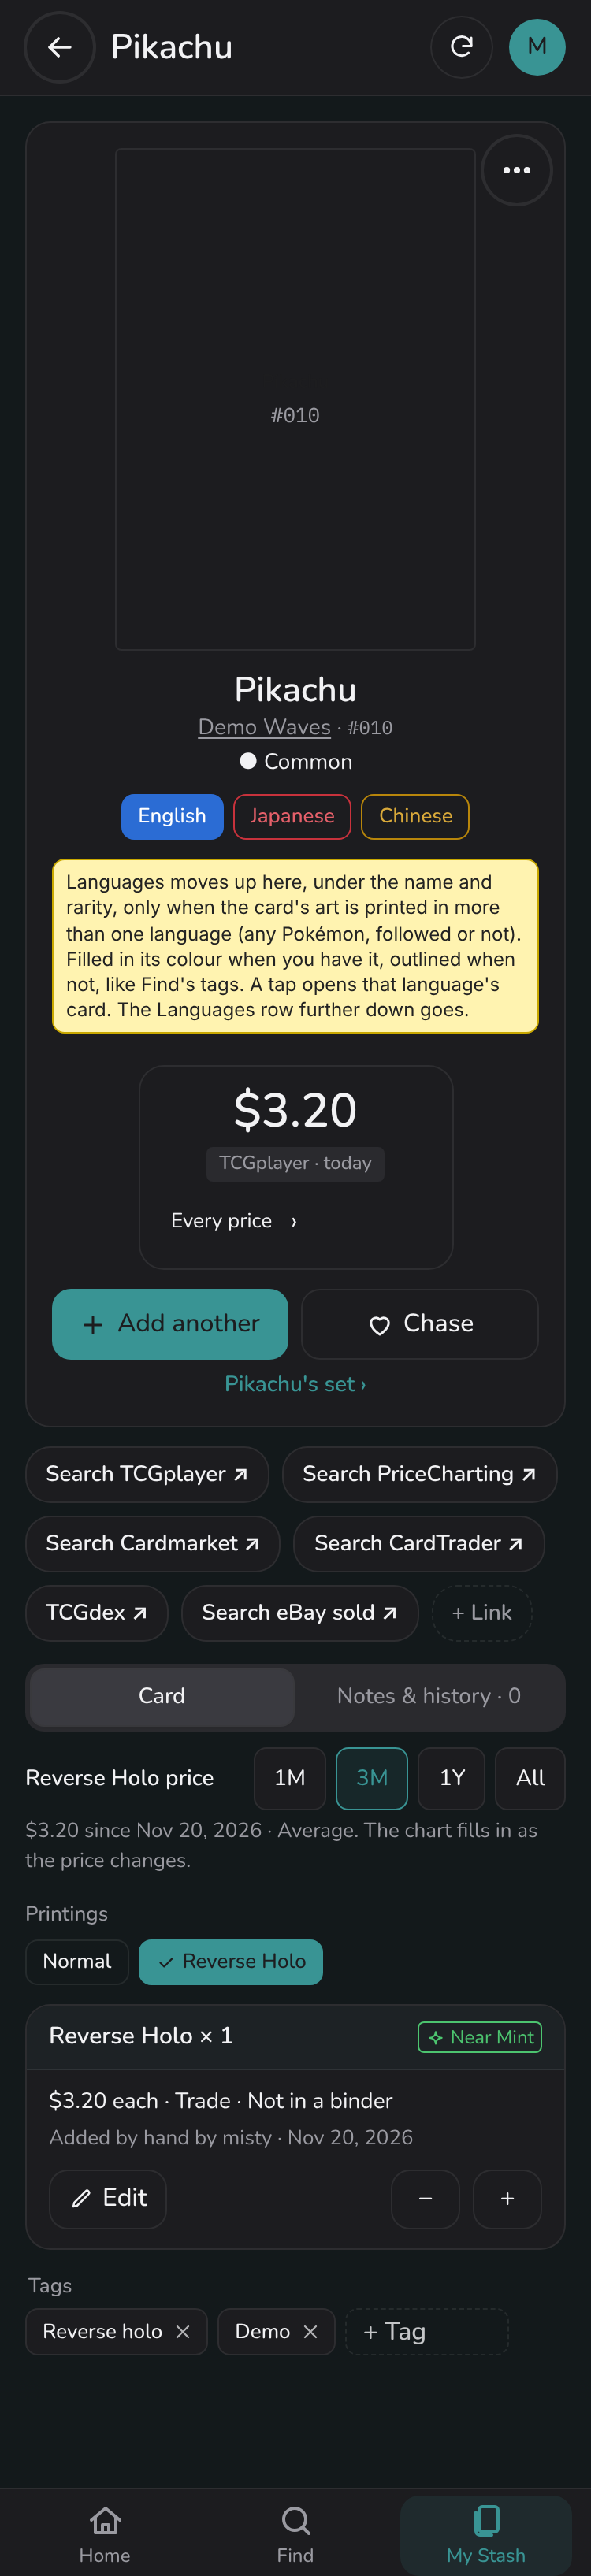 Pikachu
M
#010
Pikachu
Demo Waves · #010
Common
English Japanese Chinese
Languages moves up here, under the name and
rarity, only when the card's art is printed in more
than one language (any Pokémon, followed or not).
Filled in its colour when you have it, outlined when
not, like Find's tags. A tap opens that language's
card. The Languages row further down goes.
$3.20
TCGplayer · today
Every price ›
+ Add another
Chase
Pikachu's set ›
Search TCGplayer ↗ Search PriceCharting ↗
Search Cardmarket ↗ Search CardTrader ↗
TCGdex ↗ Search eBay sold ↗ + Link
Card Notes & history · 0
Reverse Holo price 1M 3M 1Y All
$3.20 since Nov 20, 2026 · Average. The chart fills in as
the price changes.
Printings
Normal ✓ Reverse Holo
Reverse Holo × 1 Near Mint
$3.20 each · Trade · Not in a binder
Added by hand by misty · Nov 20, 2026
Edit − +
Tags
Reverse holo × Demo × + Tag
Home Find My Stash